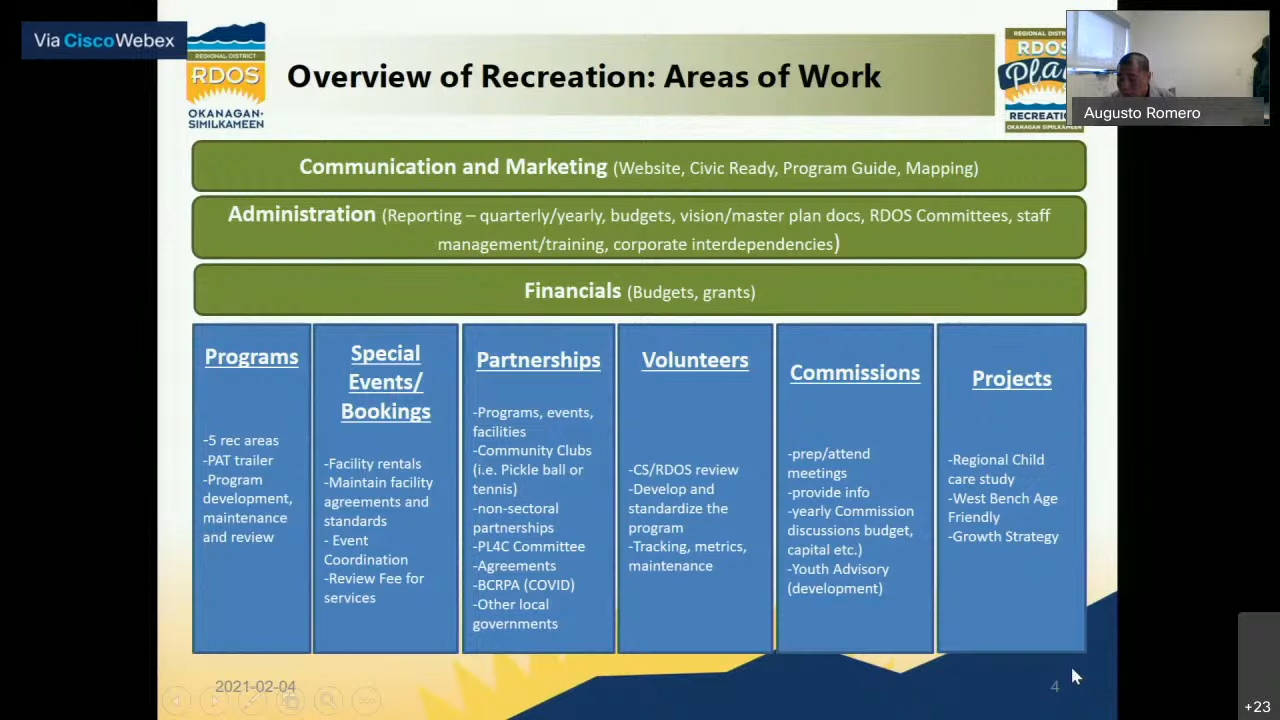 Via CiscoWebex
REGIONAL DISTRICT
RDOS
OKANAGAN-
SIMILKAMEEN
Overview of Recreation: Areas of Work
REGIONAL DISTR
RDOS
Play
RECREATIO
OKANAGAN SIMILKAMEEN
Augusto Romero
Communication and Marketing (Website, Civic Ready, Program Guide, Mapping)
Administration (Reporting – quarterly/yearly, budgets, vision/master plan docs, RDOS Committees, staff
management/training, corporate interdependencies)
Financials (Budgets, grants)
Programs
-5 rec areas
-PAT trailer
-Program
development,
maintenance
and review
Special
Events/
Bookings
-Facility rentals
-Maintain facility
agreements and
standards
- Event
Coordination
-Review Fee for
services
Partnerships
-Programs, events,
facilities
-Community Clubs
(i.e. Pickle ball or
tennis)
-non-sectoral
partnerships
-PL4C Committee
-Agreements
-BCRPA (COVID)
-Other local
governments
Volunteers
-CS/RDOS review
-Develop and
standardize the
program
-Tracking, metrics,
maintenance
Commissions
-prep/attend
meetings
-provide info
-yearly Commission
discussions budget,
capital etc.)
-Youth Advisory
(development)
Projects
-Regional Child
care study
-West Bench Age
Friendly
-Growth Strategy
2021-02-04
4
+23